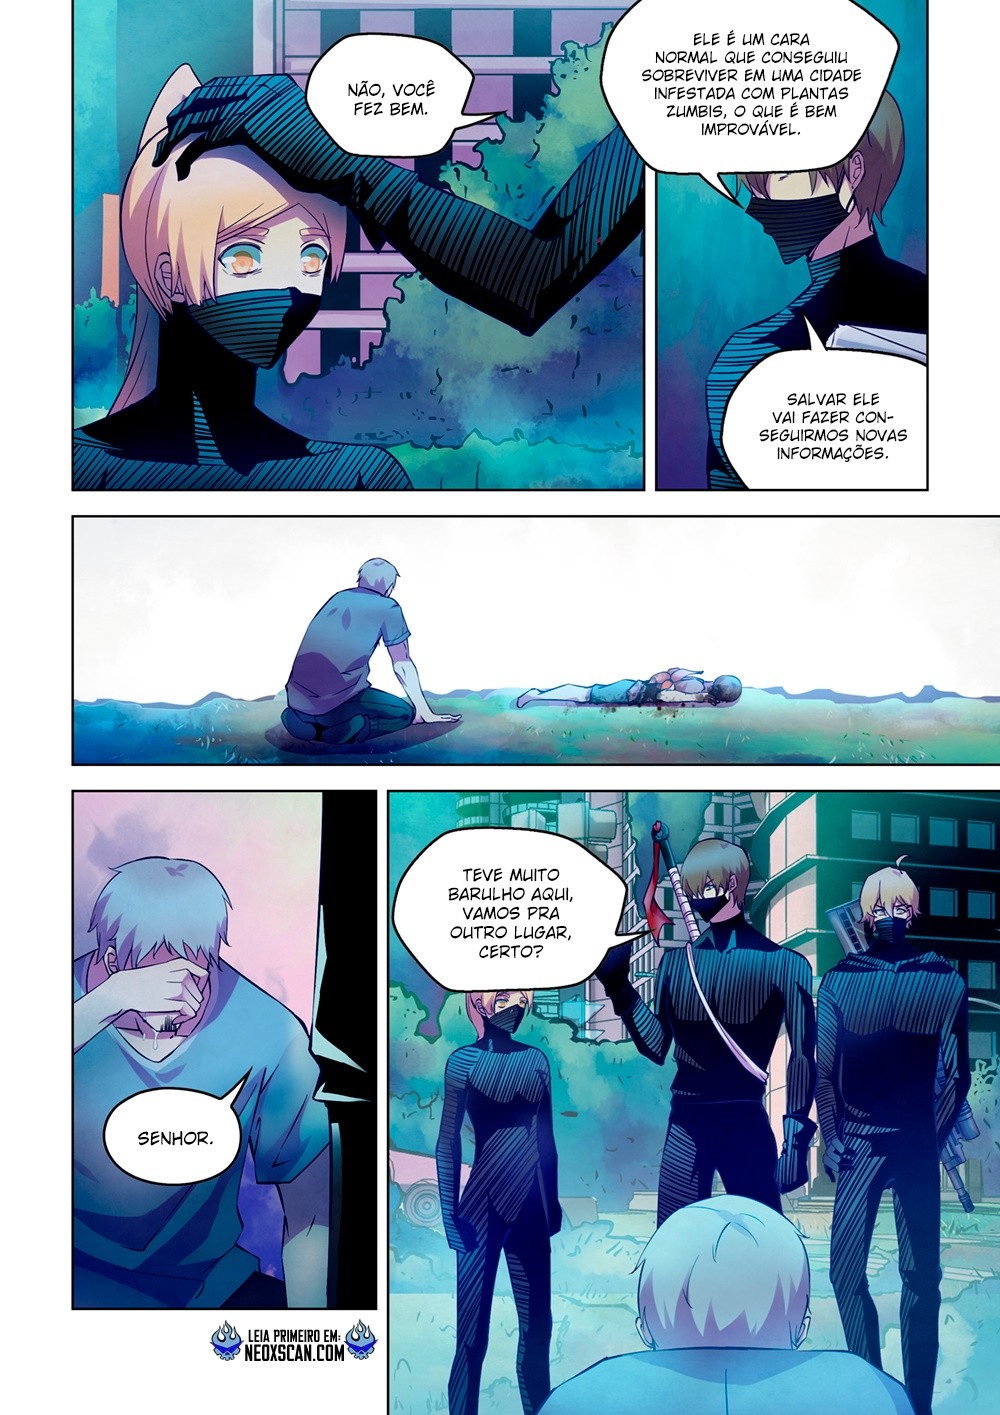 NÃO, VOCÊ
FEZ BEM.
ELE É UM CARA
NORMAL QUE CONSEGUIU
SOBREVIVER EM UMA CIDADE
INFESTADA COM PLANTAS
ZUMBIS, O QUE É BEM
IMPROVÁVEL.
SALVAR ELE
VAI FAZER CON-
SEGUIRMOS NOVAS
INFORMAÇÕES.
SENHOR.
TEVE MUITO
BARULHO AQUI,
VAMOS PRA
OUTRO LUGAR,
CERTO?
LEIA PRIMEIRO EM:
NEOXSCAN.COM